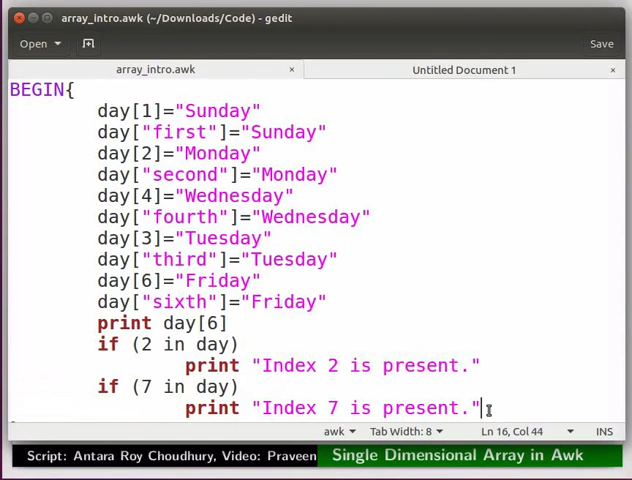 array_intro.awk (~/Downloads/Code) - gedit
Open Save
array_intro.awk × Untitled Document 1 ×
BEGIN{
day[1]="Sunday"
day["first"]="Sunday"
day[2]="Monday"
day["second"]="Monday"
day[4]="Wednesday"
day["fourth"]="Wednesday"
day[3]="Tuesday"
day["third"]="Tuesday"
day[6]="Friday"
day["sixth"]="Friday"
print day[6]
if (2 in day)
print "Index 2 is present."
if (7 in day)
print "Index 7 is present."
awk Tab Width: 8 Ln 16, Col 44 INS
Script: Antara Roy Choudhury, Video: Praveen Single Dimensional Array in Awk